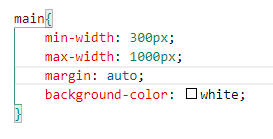 main{
min-width: 300px;
max-width: 1000px;
margin: auto;
background-color: white;
}